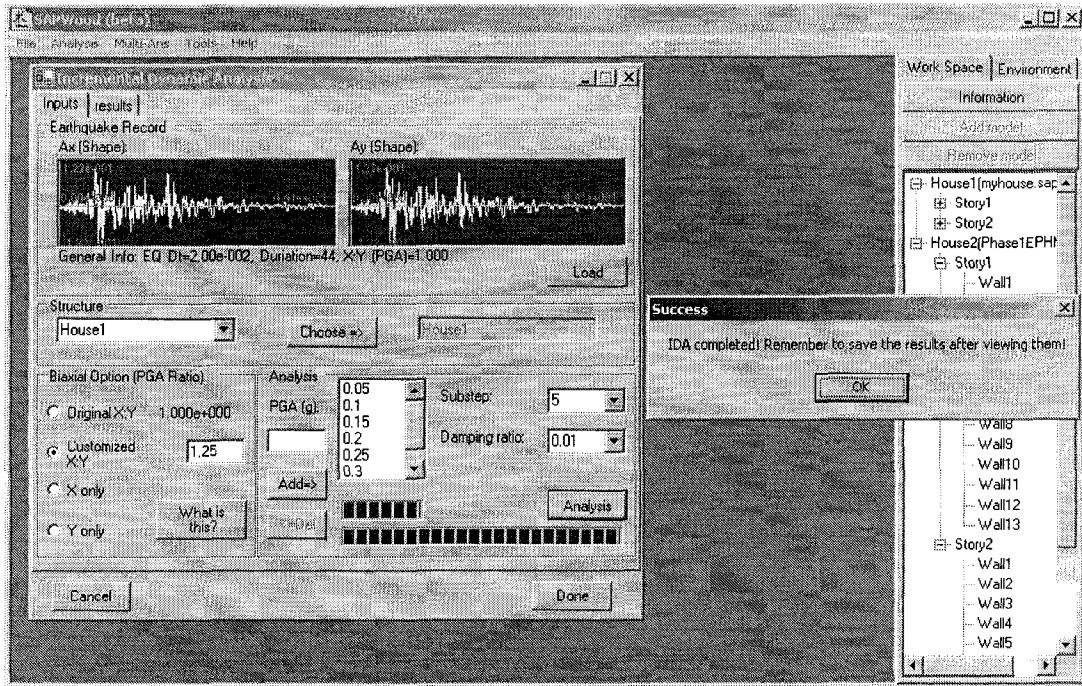 SAPWood (beta)
File Analysis Multi-Ans Tools Help
Incremental Dynamic Analysis
Inputs results
Earthquake Record
Ax (Shape):
Ay (Shape):
General Info: EQ Dt=2.00e-002, Duration=44, X:Y (PGA)=1.000
Load
Structure
House1
Choose =>
House1
Biaxial Option (PGA Ratio)
Original X:Y 1.000e+000
Customized
X:Y
1.25
X only
Y only
What is
this?
Analysis
PGA (g):
Add=>
0.05
0.1
0.15
0.2
0.25
0.3
Substep:
5
Damping ratio:
0.01
Analysis
Cancel
Done
Success
IDA completed! Remember to save the results after viewing them!
OK
Work Space Environment
Information
Add model
Remove model
House1(myhouse.sap
Story1
Story2
House2(Phase1EPH
Story1
Wall1
Wall8
Wall9
Wall10
Wall11
Wall12
Wall13
Story2
Wall1
Wall2
Wall3
Wall4
Wall5